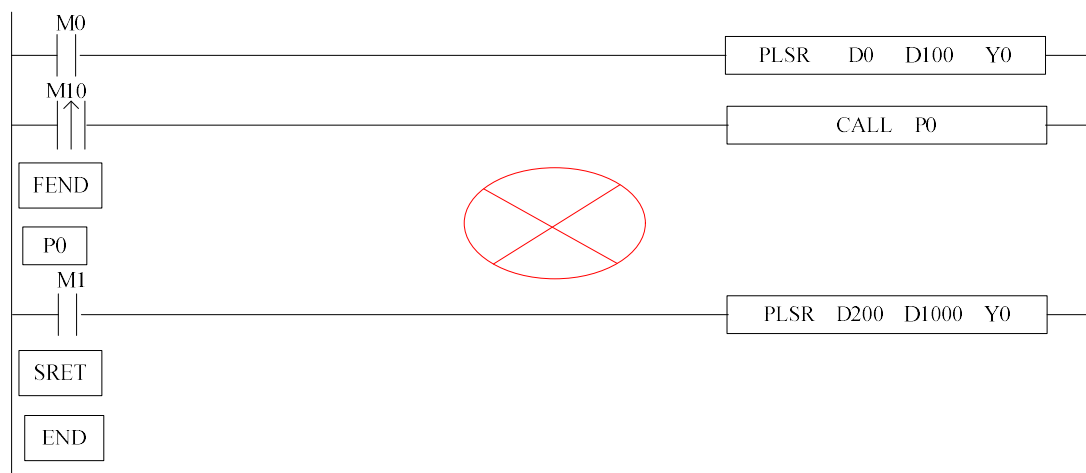 M0
PLSR D0 D100 Y0
M10
CALL P0
FEND
P0
M1
PLSR D200 D1000 Y0
SRET
END